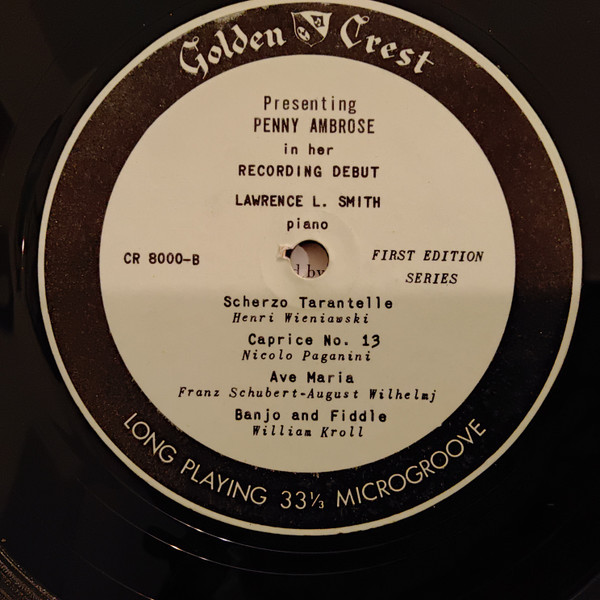 Golden Crest
Presenting
PENNY AMBROSE
in her
RECORDING DEBUT
LAWRENCE L. SMITH
piano
CR 8000-B
FIRST EDITION
SERIES
d by
Scherzo Tarantelle
Henri Wieniawski
Caprice No. 13
Nicolo Paganini
Ave Maria
Franz Schubert-August Wilhelmj
Banjo and Fiddle
William Kroll
LONG PLAYING 33⅓ MICROGROOVE